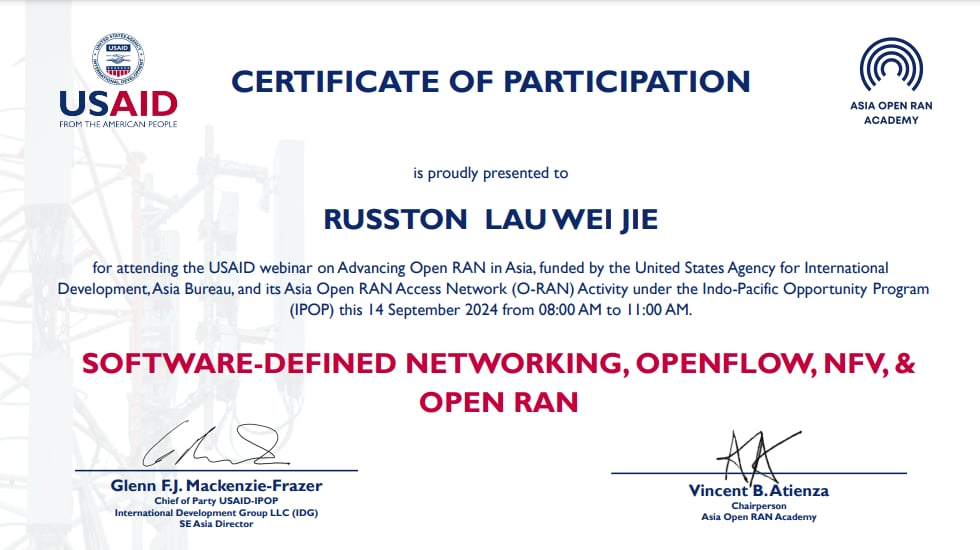 UNITED STATES AGENCY
USAID
INTERNATIONAL DEVELOPMENT
USAID
FROM THE AMERICAN PEOPLE
CERTIFICATE OF PARTICIPATION
ASIA OPEN RAN
ACADEMY
is proudly presented to
RUSSTON LAU WEI JIE
for attending the USAID webinar on Advancing Open RAN in Asia, funded by the United States Agency for International
Development, Asia Bureau, and its Asia Open RAN Access Network (O-RAN) Activity under the Indo-Pacific Opportunity Program
(IPOP) this 14 September 2024 from 08:00 AM to 11:00 AM.
SOFTWARE-DEFINED NETWORKING, OPENFLOW, NFV, &
OPEN RAN
Glenn F.J. Mackenzie-Frazer
Chief of Party USAID-IPOP
International Development Group LLC (IDG)
SE Asia Director
Vincent B. Atienza
Chairperson
Asia Open RAN Academy